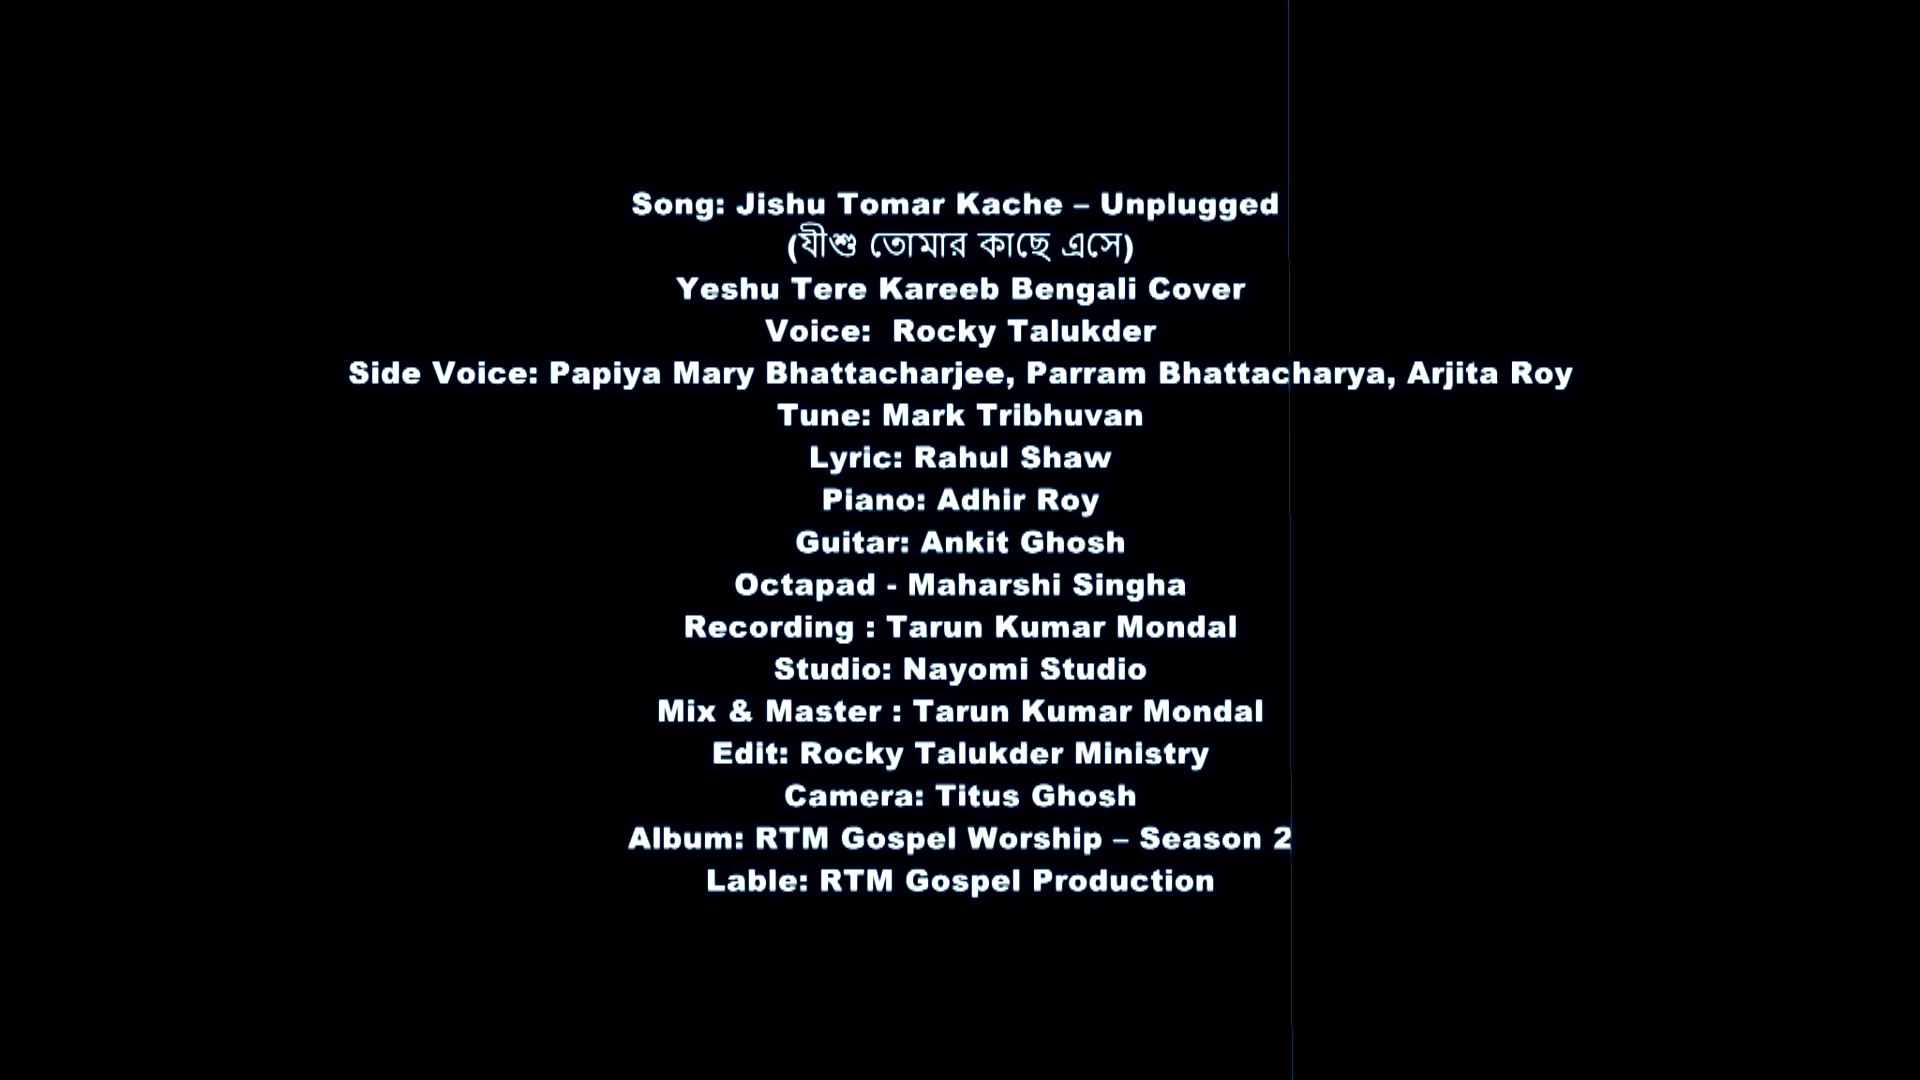 Song: Jishu Tomar Kache – Unplugged
(যীশু তোমার কাছে এসে)
Yeshu Tere Kareeb Bengali Cover
Voice:  Rocky Talukder
Side Voice: Papiya Mary Bhattacharjee, Parram Bhattacharya, Arjita Roy
Tune: Mark Tribhuvan
Lyric: Rahul Shaw
Piano: Adhir Roy
Guitar: Ankit Ghosh
Octapad - Maharshi Singha
Recording : Tarun Kumar Mondal
Studio: Nayomi Studio
Mix & Master : Tarun Kumar Mondal
Edit: Rocky Talukder Ministry
Camera: Titus Ghosh
Album: RTM Gospel Worship – Season 2
Lable: RTM Gospel Production